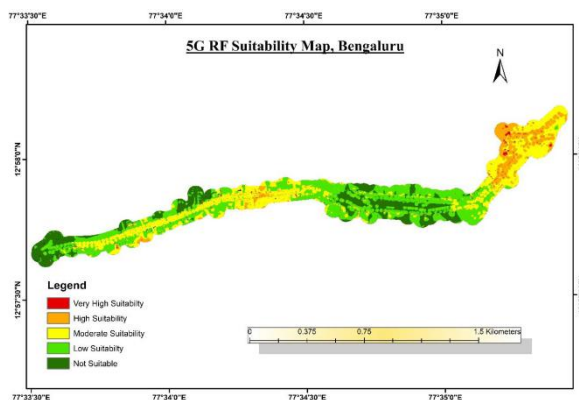 77°33'30"E 77°34'0"E 77°34'30"E 77°35'0"E
5G RF Suitability Map, Bengaluru
N
12°58'0"N
12°57'30"N
Legend
Very High Suitabilty
High Suitability
Moderate Suitability
Low Suitabilty
Not Suitable
0 0.375 0.75 1.5 Kilometers
77°33'30"E 77°34'0"E 77°34'30"E 77°35'0"E